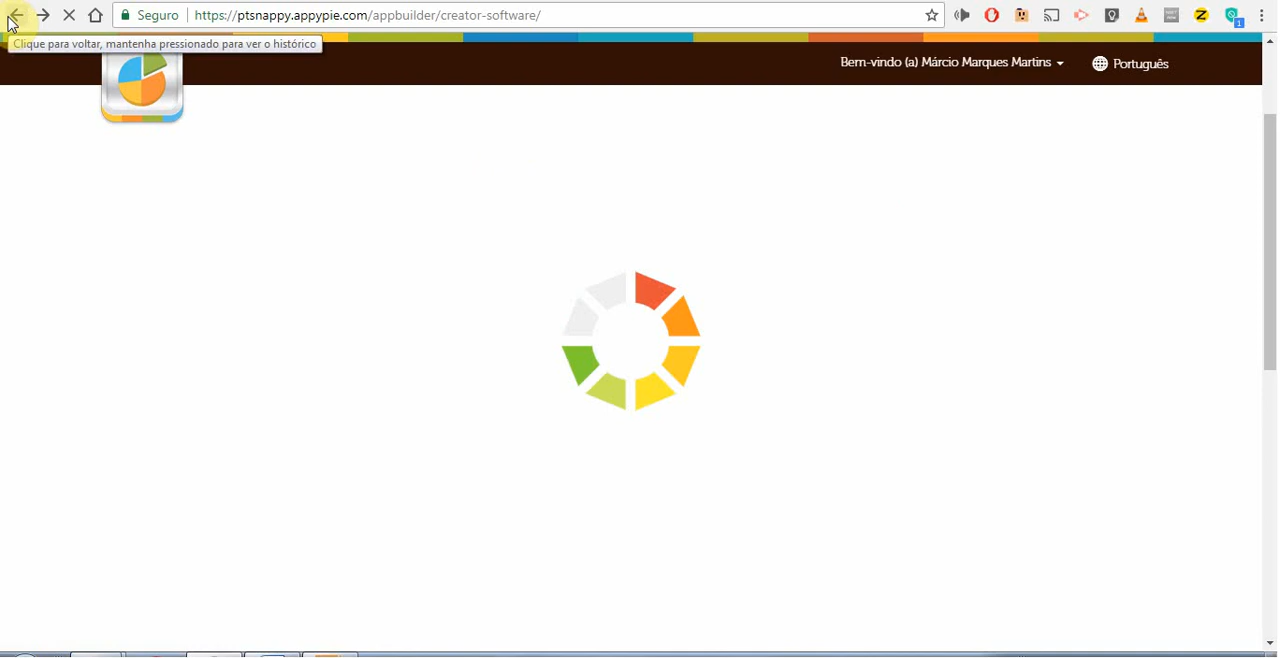 Seguro https://ptsnappy.appypie.com/appbuilder/creator-software/
Clique para voltar, mantenha pressionado para ver o histórico
Bem-vindo (a) Márcio Marques Martins Português
1